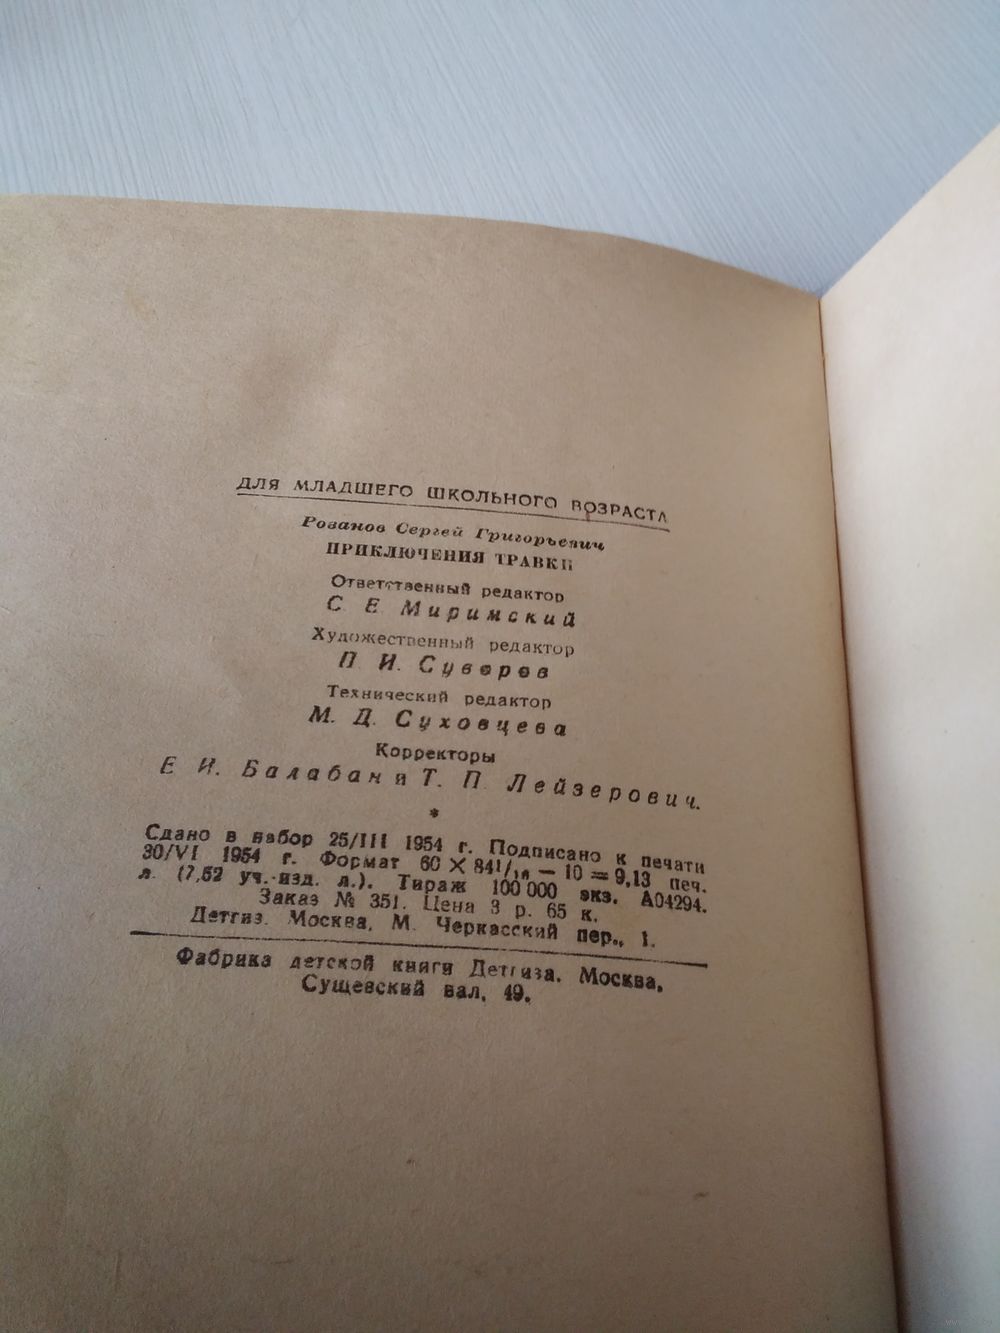 ДЛЯ МЛАДШЕГО ШКОЛЬНОГО ВОЗРАСТА
Розанов Сергей Григорьевич
ПРИКЛЮЧЕНИЯ ТРАВКИ
Ответственный редактор
С. Е. Миримский
Художественный редактор
П. И. Суворов
Технический редактор
М. Д. Суховцева
Корректоры
Е. И. Балабан и Т. П. Лейзерович.
*
Сдано в набор 25/III 1954 г. Подписано к печати
30/VI 1954 г. Формат 60 × 84 1/16 — 10 = 9,13 печ.
л. (7,52 уч.-изд. л.). Тираж 100 000 экз. А04294.
Заказ № 351. Цена 3 р. 65 к.
Детгиз. Москва, М. Черкасский пер., 1.
Фабрика детской книги Детгиза. Москва,
Сущевский вал, 49.